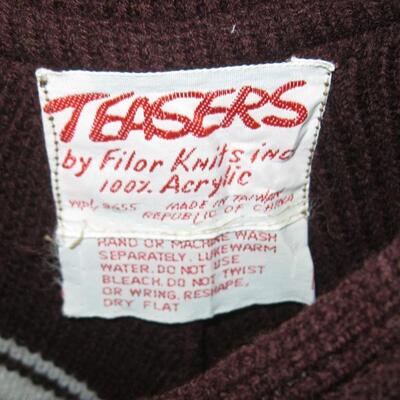 TEASERS
by Filor Knits inc
100% Acrylic
WPL 9655 MADE IN TAIWAN
REPUBLIC OF CHINA
HAND OR MACHINE WASH
SEPARATELY. LUKEWARM
WATER. DO NOT USE
BLEACH. DO NOT TWIST
OR WRING. RESHAPE,
DRY FLAT